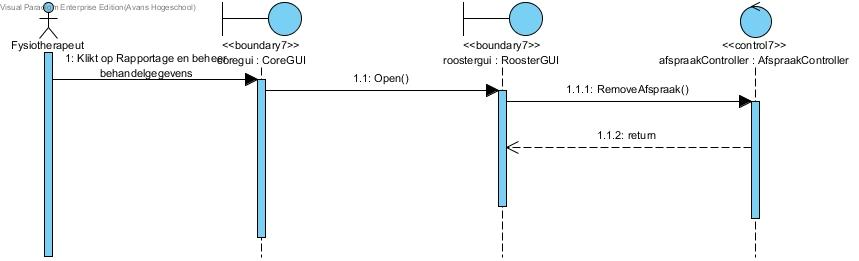 Visual Paradigm Enterprise Edition(Avans Hogeschool)
Fysiotherapeut
<<boundary7>>
coregui : CoreGUI
<<boundary7>>
roostergui : RoosterGUI
<<control7>>
afspraakController : AfspraakController
1: Klikt op Rapportage en beheer
behandelgegevens
1.1: Open()
1.1.1: RemoveAfspraak()
1.1.2: return